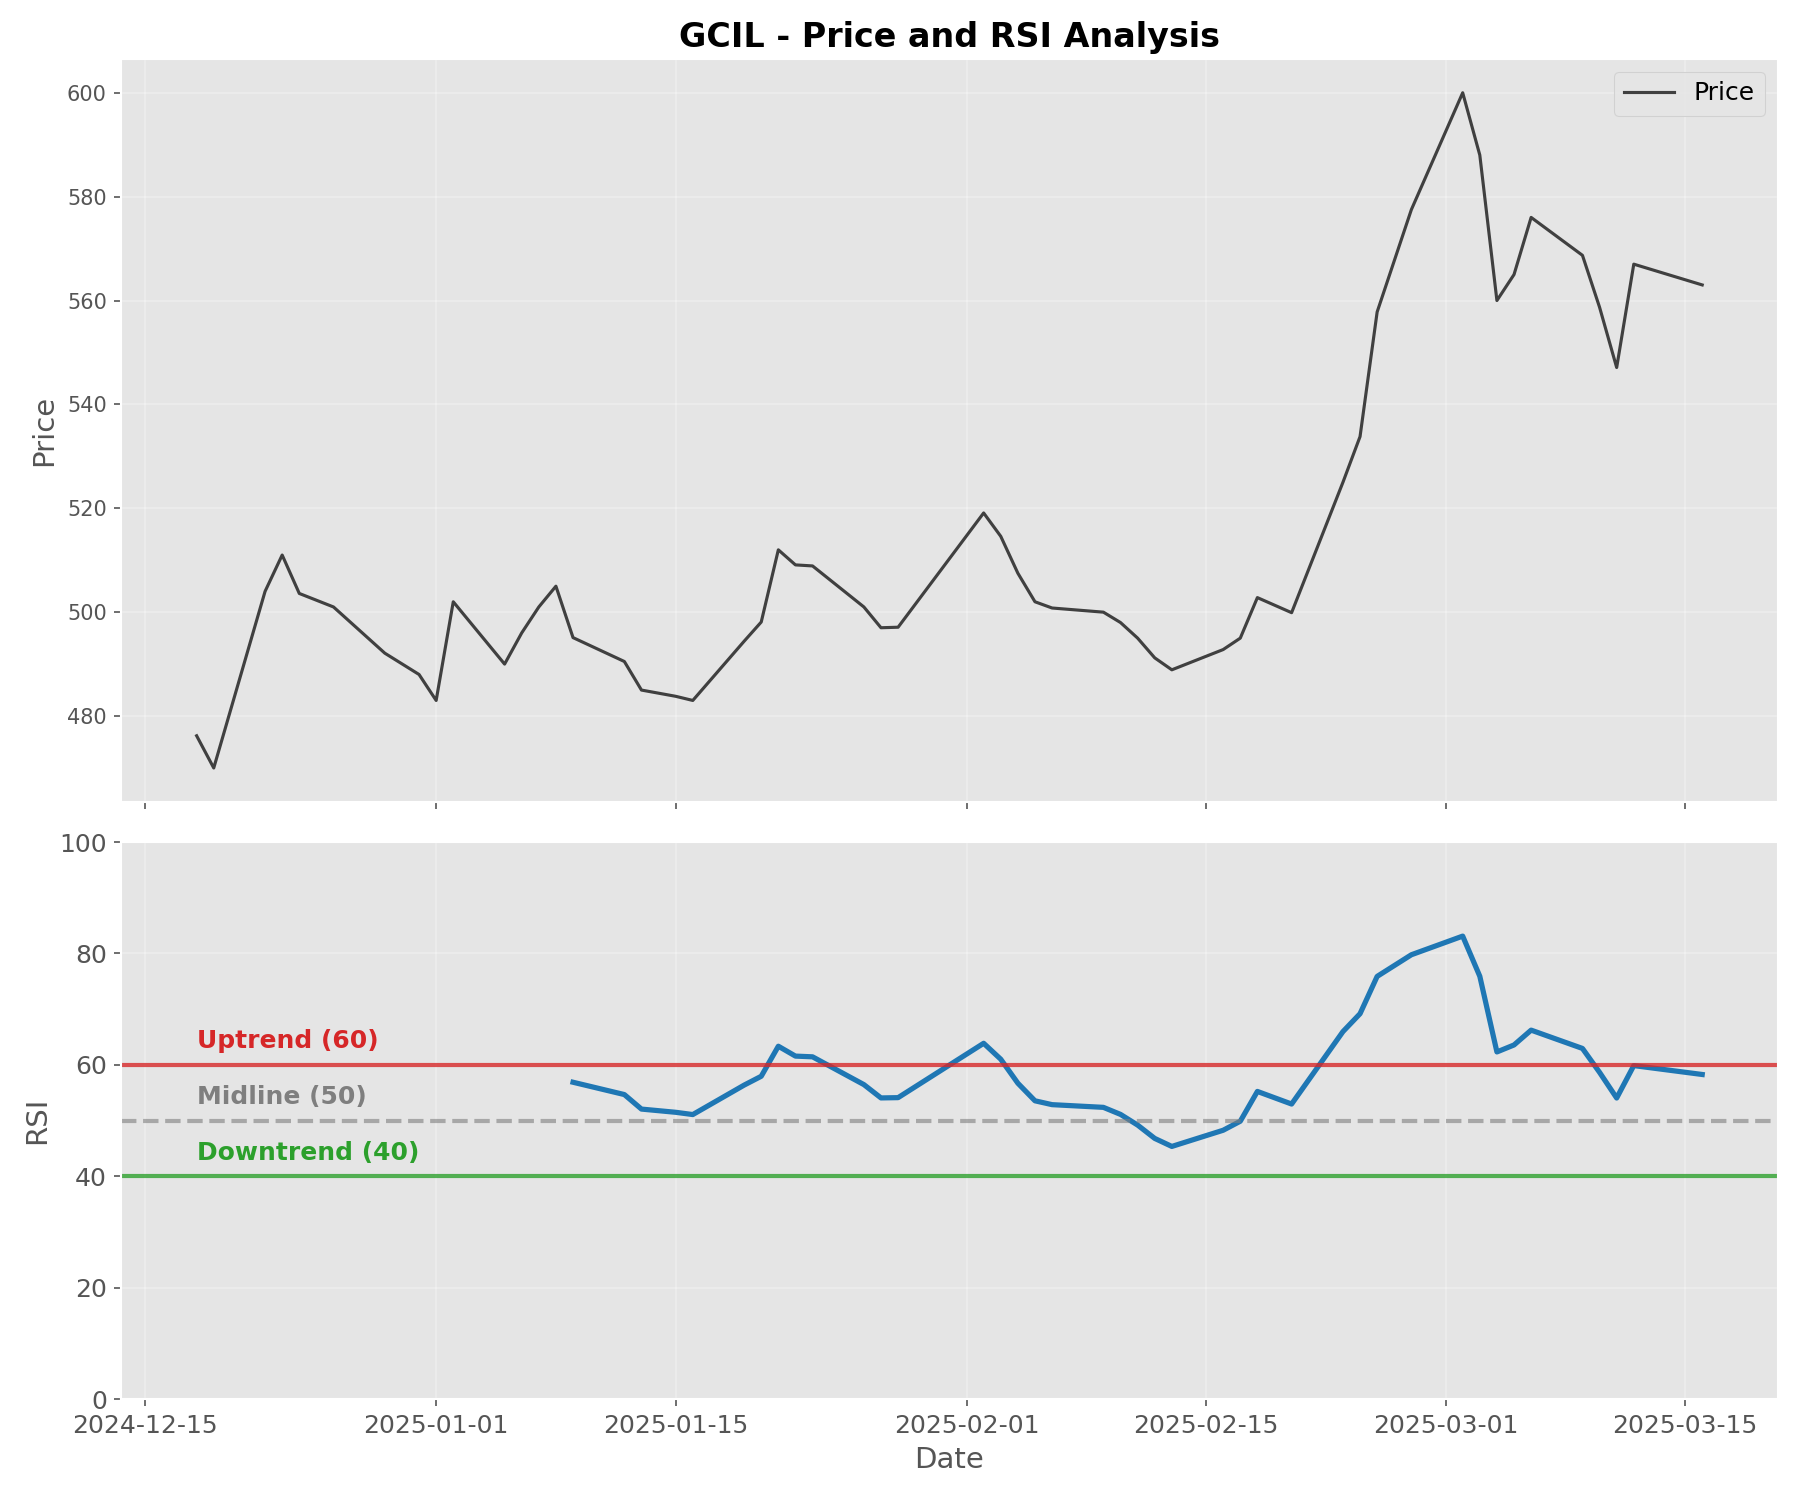 GCIL - Price and RSI Analysis
Price
600
580
560
540
520
500
480
Price
100
80
60
40
20
0
RSI
Uptrend (60)
Midline (50)
Downtrend (40)
2024-12-15
2025-01-01
2025-01-15
2025-02-01
2025-02-15
2025-03-01
2025-03-15
Date